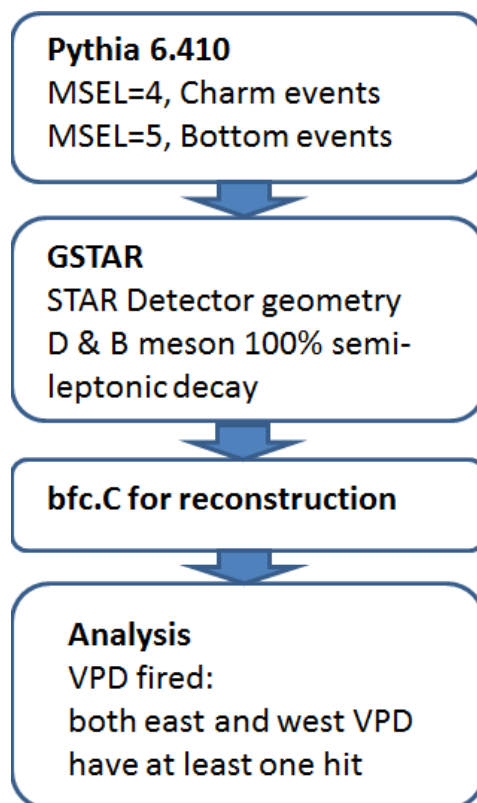 Pythia 6.410
MSEL=4, Charm events
MSEL=5, Bottom events
GSTAR
STAR Detector geometry
D & B meson 100% semi-
leptonic decay
bfc.C for reconstruction
Analysis
VPD fired:
both east and west VPD
have at least one hit